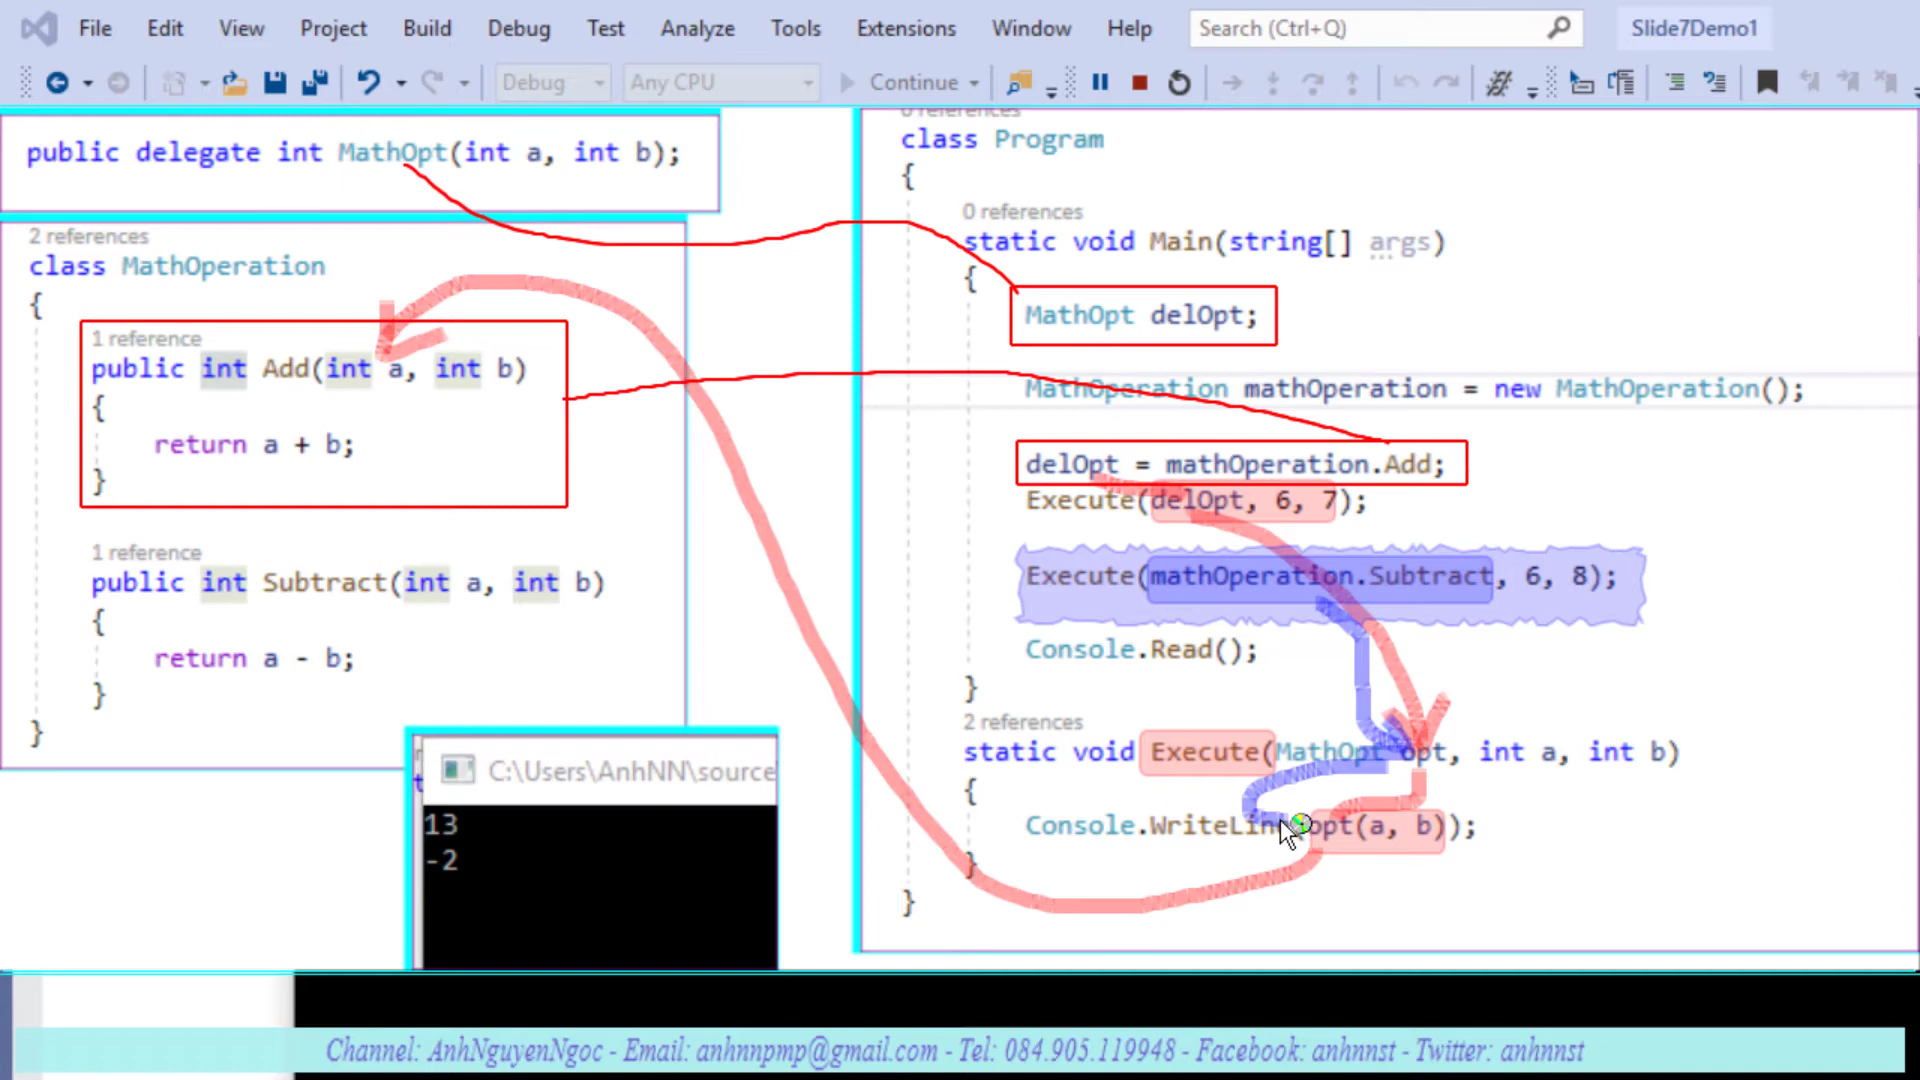 File Edit View Project Build Debug Test Analyze Tools Extensions Window Help Search (Ctrl+Q) Slide7Demo1
Debug Any CPU Continue
public delegate int MathOpt(int a, int b);
2 references
class MathOperation
{
1 reference
public int Add(int a, int b)
{
return a + b;
}
1 reference
public int Subtract(int a, int b)
{
return a - b;
}
}
C:\Users\AnhNN\source
13
-2
0 references
class Program
{
0 references
static void Main(string[] args)
{
MathOpt delOpt;
MathOperation mathOperation = new MathOperation();
delOpt = mathOperation.Add;
Execute(delOpt, 6, 7);
Execute(mathOperation.Subtract, 6, 8);
Console.Read();
}
2 references
static void Execute(MathOpt opt, int a, int b)
{
Console.WriteLine(opt(a, b));
}
}
Channel: AnhNguyenNgoc - Email: anhnnpmp@gmail.com - Tel: 084.905.119948 - Facebook: anhnnst - Twitter: anhnnst